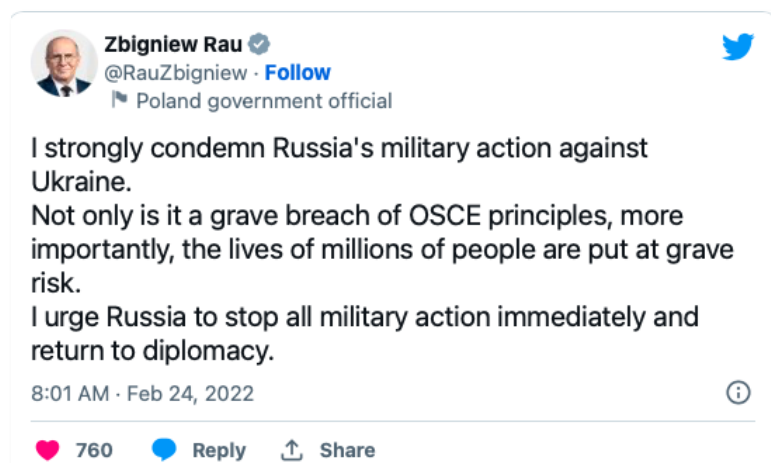 Zbigniew Rau
@RauZbigniew · Follow
Poland government official
I strongly condemn Russia's military action against
Ukraine.
Not only is it a grave breach of OSCE principles, more
importantly, the lives of millions of people are put at grave
risk.
I urge Russia to stop all military action immediately and
return to diplomacy.
8:01 AM · Feb 24, 2022
760 Reply Share